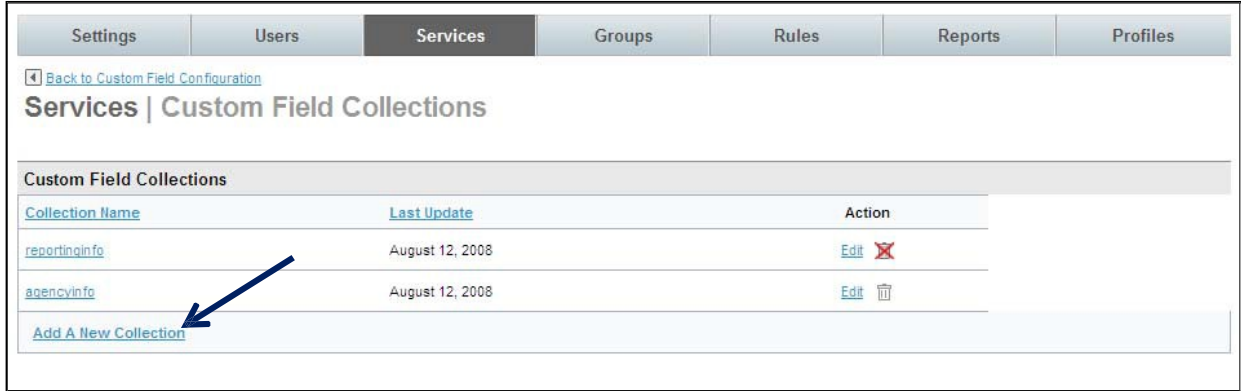 Settings Users Services Groups Rules Reports Profiles
Back to Custom Field Configuration
Services | Custom Field Collections
Custom Field Collections
Collection Name Last Update Action
reportinginfo August 12, 2008 Edit
agencyinfo August 12, 2008 Edit
Add A New Collection